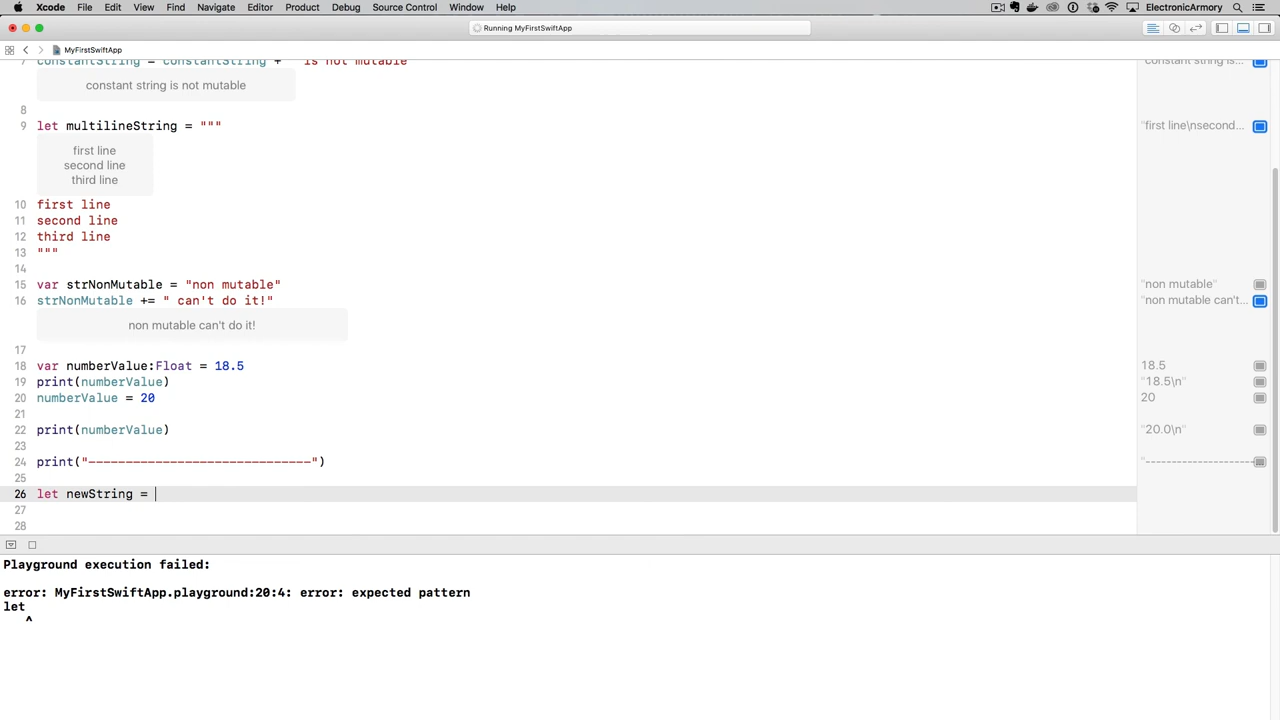 Xcode File Edit View Find Navigate Editor Product Debug Source Control Window Help ElectronicArmory
Running MyFirstSwiftApp
MyFirstSwiftApp
7 constantString = constantString + " is not mutable" "constant string is...
constant string is not mutable
8
9 let multilineString = """ "first line\nsecond...
first line
second line
third line
10 first line
11 second line
12 third line
13 """
14
15 var strNonMutable = "non mutable" "non mutable"
16 strNonMutable += " can't do it!" "non mutable can't...
non mutable can't do it!
17
18 var numberValue:Float = 18.5 18.5
19 print(numberValue) "18.5\n"
20 numberValue = 20 20
21
22 print(numberValue) "20.0\n"
23
24 print("------------------------------") "--------------------...
25
26 let newString =
27
28
Playground execution failed:
error: MyFirstSwiftApp.playground:20:4: error: expected pattern
let
^